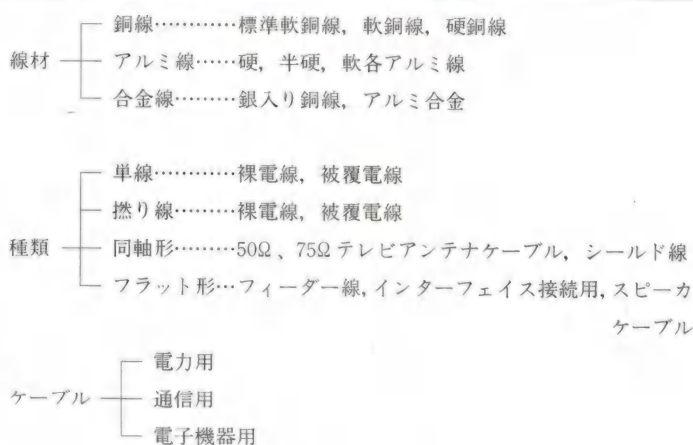 銅線…………標準軟銅線, 軟銅線, 硬銅線
線材 アルミ線……硬, 半硬, 軟各アルミ線
合金線………銀入り銅線, アルミ合金
単線…………裸電線, 被覆電線
撚り線………裸電線, 被覆電線
種類 同軸形………50Ω、75Ωテレビアンテナケーブル, シールド線
フラット形…フィーダー線, インターフェイス接続用, スピーカ
ケーブル
電力用
ケーブル 通信用
電子機器用